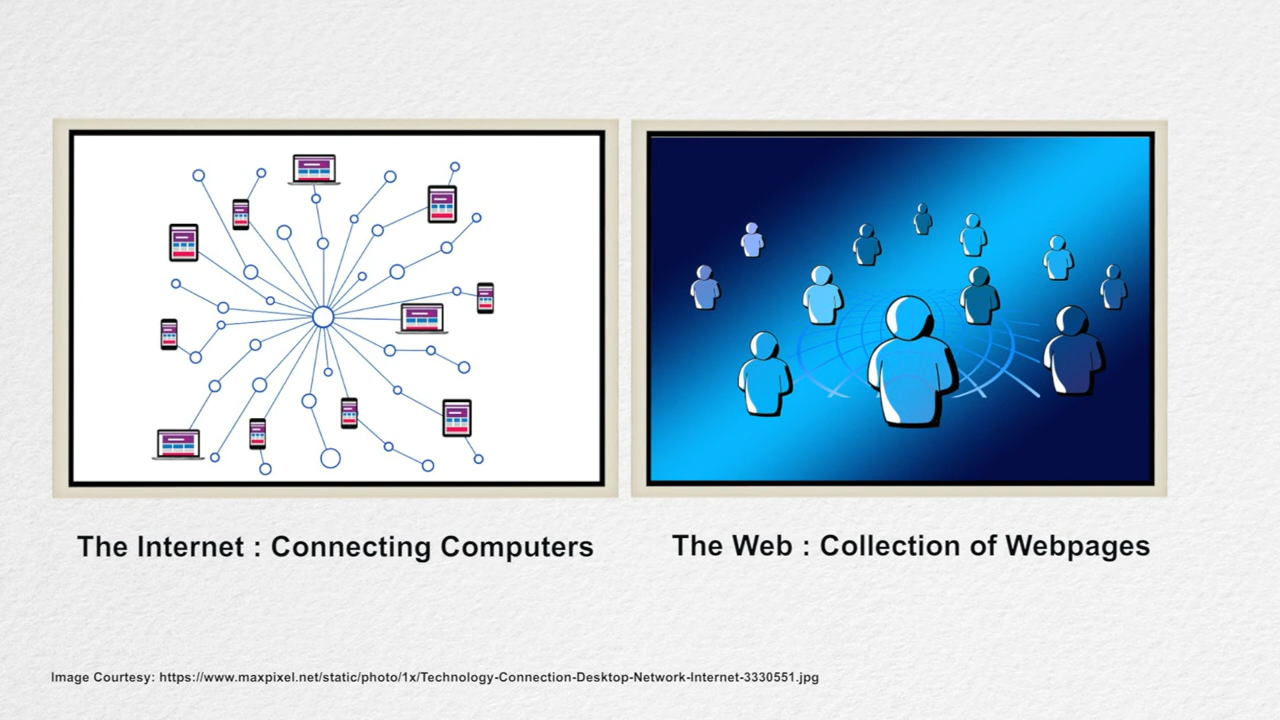 The Internet : Connecting Computers
The Web : Collection of Webpages
Image Courtesy: https://www.maxpixel.net/static/photo/1x/Technology-Connection-Desktop-Network-Internet-3330551.jpg